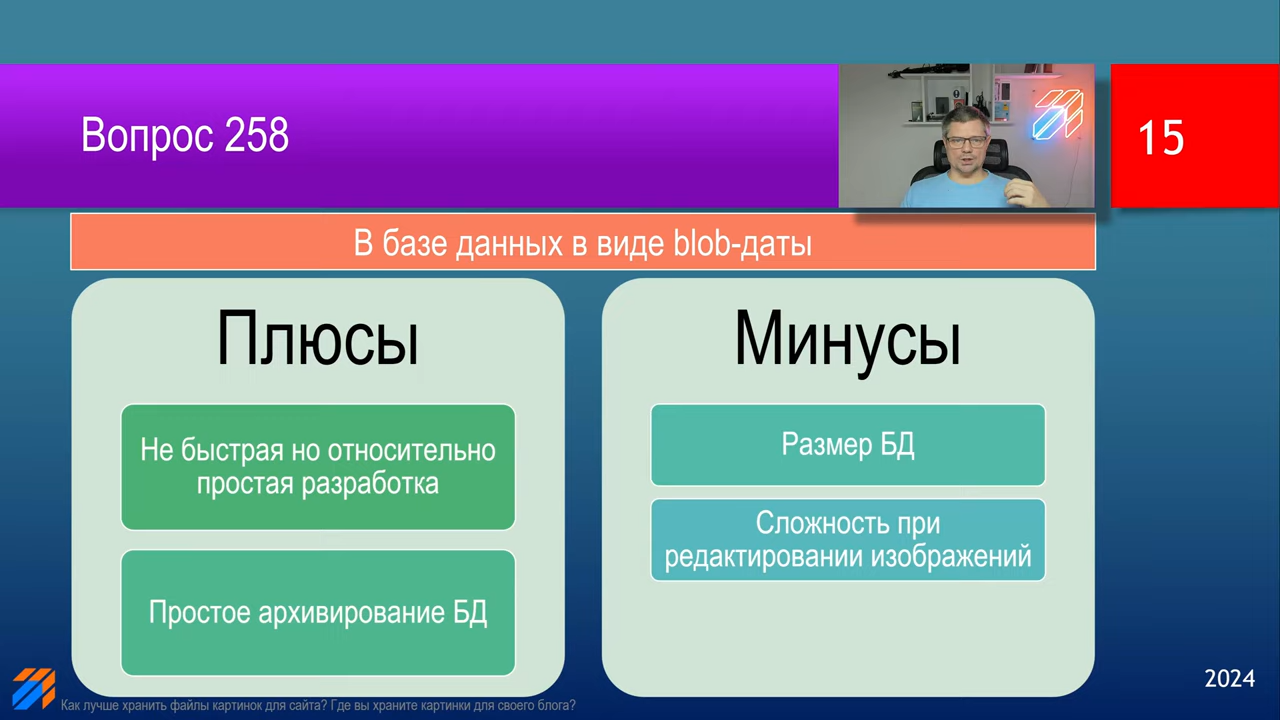 Вопрос 258
15
В базе данных в виде blob-даты
Плюсы
Не быстрая но относительно
простая разработка
Простое архивирование БД
Минусы
Размер БД
Сложность при
редактировании изображений
2024
Как лучше хранить файлы картинок для сайта? Где вы храните картинки для своего блога?